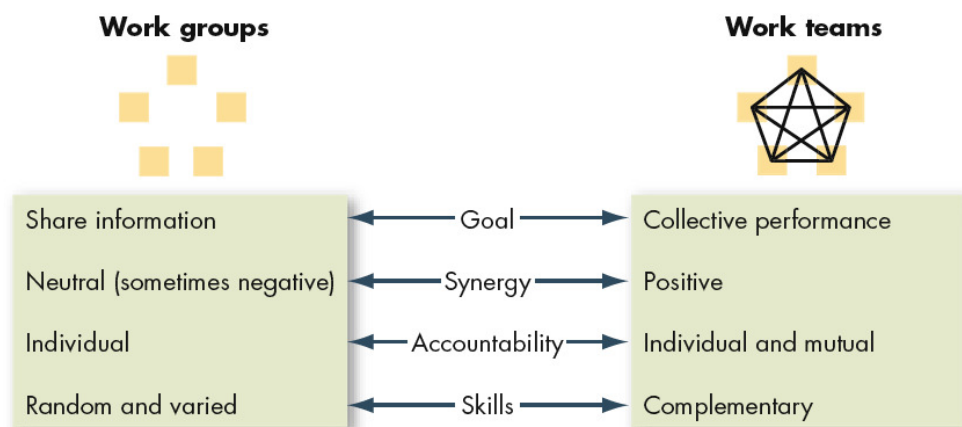 Work groups
Work teams
Share information
Goal
Collective performance
Neutral (sometimes negative)
Synergy
Positive
Individual
Accountability
Individual and mutual
Random and varied
Skills
Complementary